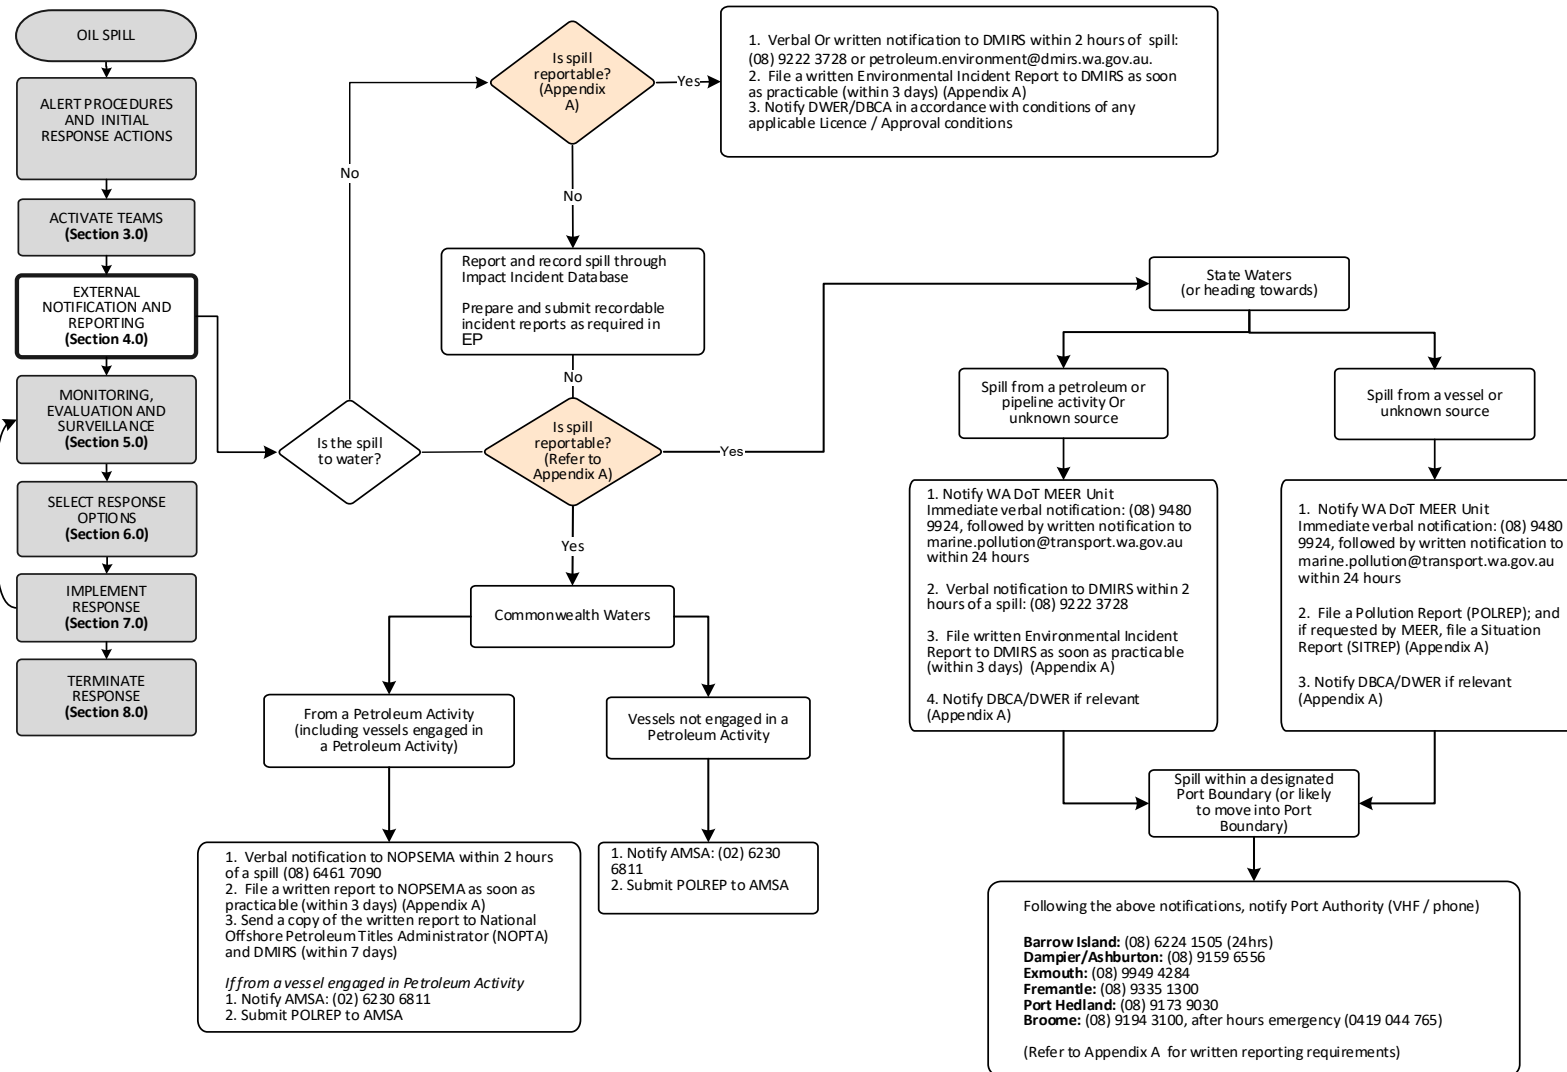 OIL SPILL
ALERT PROCEDURES
AND INITIAL
RESPONSE ACTIONS
ACTIVATE TEAMS
(Section 3.0)
EXTERNAL
NOTIFICATION AND
REPORTING
(Section 4.0)
MONITORING,
EVALUATION AND
SURVEILLANCE
(Section 5.0)
SELECT RESPONSE
OPTIONS
(Section 6.0)
IMPLEMENT
RESPONSE
(Section 7.0)
TERMINATE
RESPONSE
(Section 8.0)
Is the spill
to water?
No
Is spill
reportable?
(Appendix
A)
Yes
1. Verbal Or written notification to DMIRS within 2 hours of spill:
(08) 9222 3728 or petroleum.environment@dmirs.wa.gov.au.
2. File a written Environmental Incident Report to DMIRS as soon
as practicable (within 3 days) (Appendix A)
3. Notify DWER/DBCA in accordance with conditions of any
applicable Licence / Approval conditions
No
Report and record spill through
Impact Incident Database
Prepare and submit recordable
incident reports as required in
EP
No
Is spill
reportable?
(Refer to
Appendix A)
Yes
Yes
Commonwealth Waters
From a Petroleum Activity
(including vessels engaged in
a Petroleum Activity)
Vessels not engaged in a
Petroleum Activity
1. Verbal notification to NOPSEMA within 2 hours
of a spill (08) 6461 7090
2. File a written report to NOPSEMA as soon as
practicable (within 3 days) (Appendix A)
3. Send a copy of the written report to National
Offshore Petroleum Titles Administrator (NOPTA)
and DMIRS (within 7 days)
If from a vessel engaged in Petroleum Activity
1. Notify AMSA: (02) 6230 6811
2. Submit POLREP to AMSA
1. Notify AMSA: (02) 6230
6811
2. Submit POLREP to AMSA
State Waters
(or heading towards)
Spill from a petroleum or
pipeline activity Or
unknown source
Spill from a vessel or
unknown source
1. Notify WA DoT MEER Unit
Immediate verbal notification: (08) 9480
9924, followed by written notification to
marine.pollution@transport.wa.gov.au
within 24 hours
2. Verbal notification to DMIRS within 2
hours of a spill: (08) 9222 3728
3. File written Environmental Incident
Report to DMIRS as soon as practicable
(within 3 days) (Appendix A)
4. Notify DBCA/DWER if relevant
(Appendix A)
1. Notify WA DoT MEER Unit
Immediate verbal notification: (08) 9480
9924, followed by written notification to
marine.pollution@transport.wa.gov.au
within 24 hours
2. File a Pollution Report (POLREP); and
if requested by MEER, file a Situation
Report (SITREP) (Appendix A)
3. Notify DBCA/DWER if relevant
(Appendix A)
Spill within a designated
Port Boundary (or likely
to move into Port
Boundary)
Following the above notifications, notify Port Authority (VHF / phone)
Barrow Island: (08) 6224 1505 (24hrs)
Dampier/Ashburton: (08) 9159 6556
Exmouth: (08) 9949 4284
Fremantle: (08) 9335 1300
Port Hedland: (08) 9173 9030
Broome: (08) 9194 3100, after hours emergency (0419 044 765)
(Refer to Appendix A for written reporting requirements)